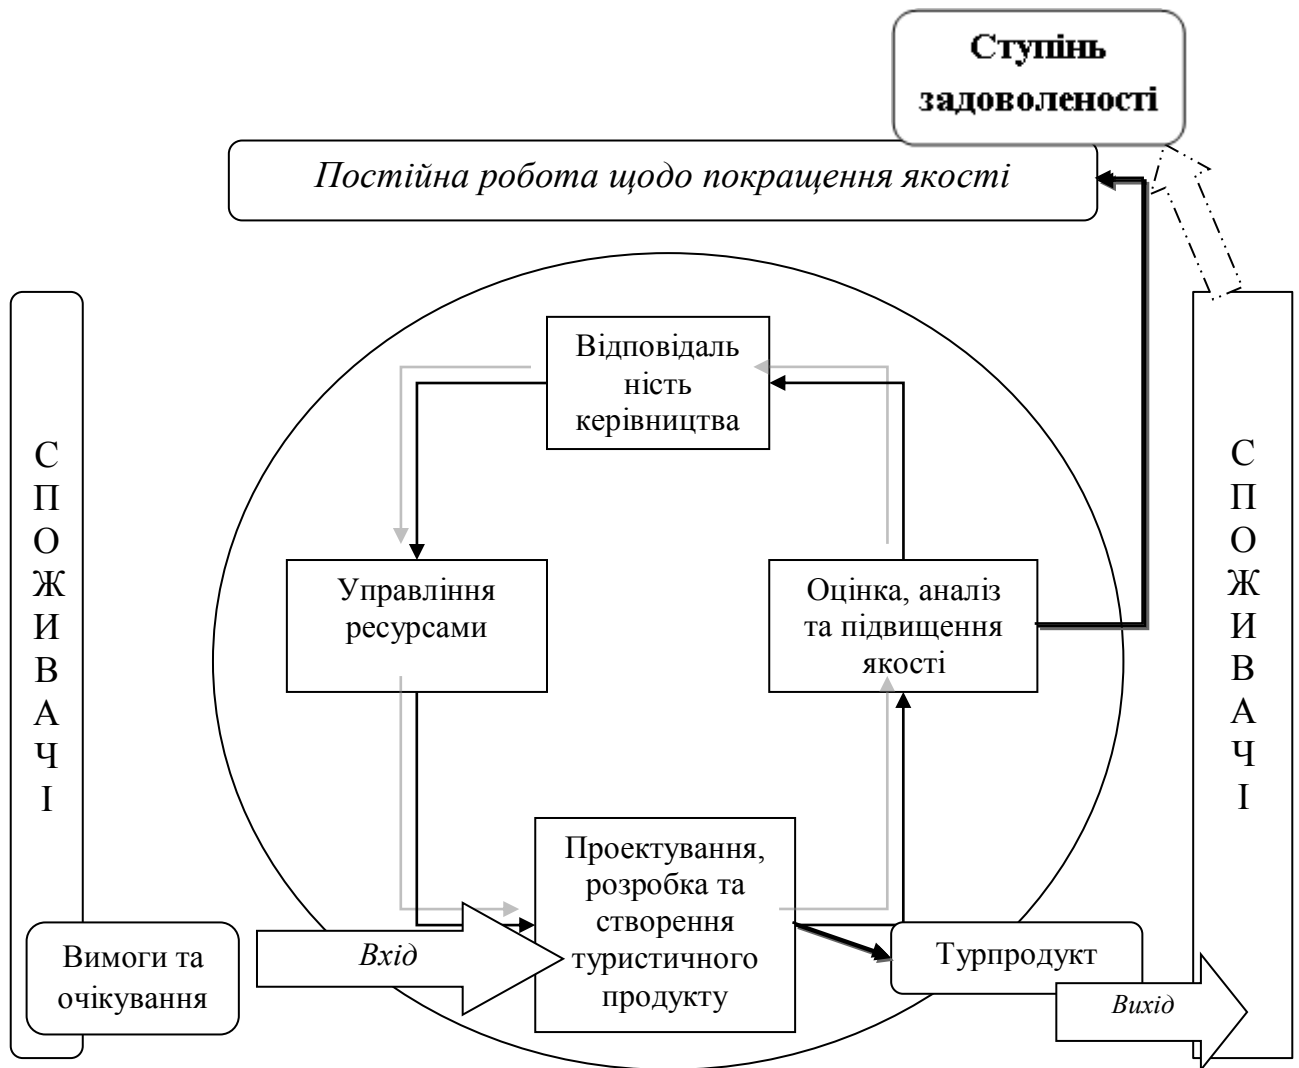 Ступінь
задоволеності
Постійна робота щодо покращення якості
Відповідаль
ність
керівництва
С
П
О
Ж
И
В
А
Ч
І
С
П
О
Ж
И
В
А
Ч
І
Управління
ресурсами
Оцінка, аналіз
та підвищення
якості
Проектування,
розробка та
створення
туристичного
продукту
Вимоги та
очікування
Вхід
Турпродукт
Вихід